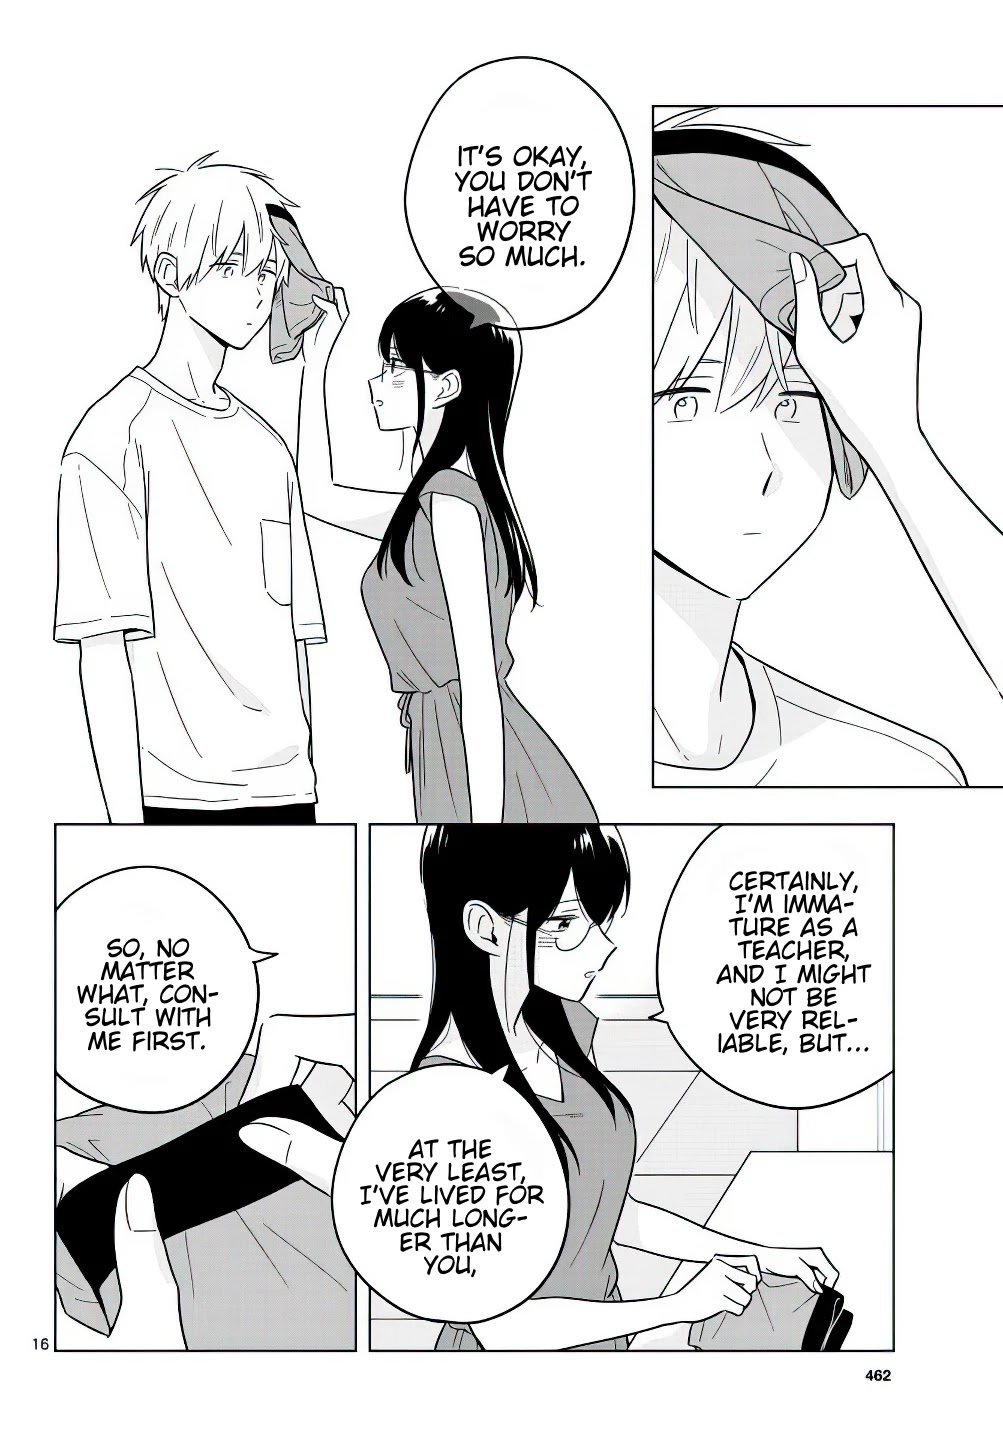 IT'S OKAY,
YOU DON'T
HAVE TO
WORRY
SO MUCH.
CERTAINLY,
I'M IMMA-
TURE AS A
TEACHER,
AND I MIGHT
NOT BE
VERY REL-
IABLE, BUT...
AT THE
VERY LEAST,
I'VE LIVED FOR
MUCH LONG-
ER THAN
YOU,
SO, NO
MATTER
WHAT, CON-
SULT WITH
ME FIRST.
16
462